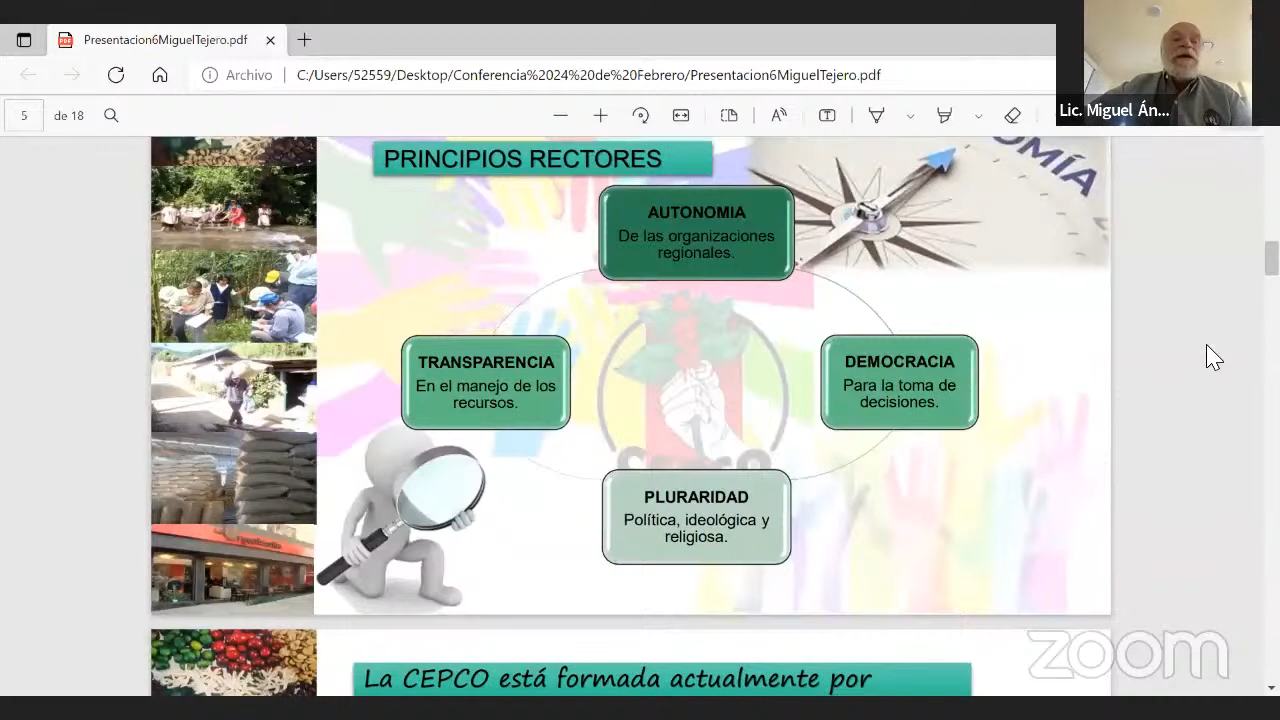 PresentacionMiguelTejero.pdf
Archivo
C:/Users/52559/Desktop/Conferencia%2024%20de%20Febrero/Presentacion6MiguelTejero.pdf
Lic. Miguel Án...
5
de 18
PRINCIPIOS RECTORES
OMÍA
AUTONOMIA
De las organizaciones
regionales.
TRANSPARENCIA
En el manejo de los
recursos.
DEMOCRACIA
Para la toma de
decisiones.
PLURARIDAD
Política, ideológica y
religiosa.
zoom
La CEPCO está formada actualmente por